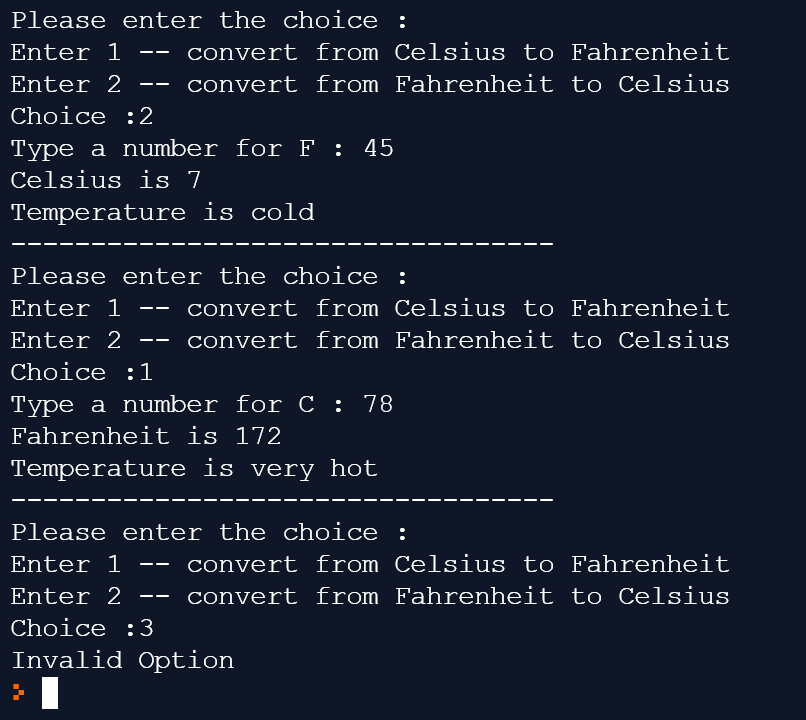 Please enter the choice :
Enter 1 -- convert from Celsius to Fahrenheit
Enter 2 -- convert from Fahrenheit to Celsius
Choice :2
Type a number for F : 45
Celsius is 7
Temperature is cold
----------------------------------
Please enter the choice :
Enter 1 -- convert from Celsius to Fahrenheit
Enter 2 -- convert from Fahrenheit to Celsius
Choice :1
Type a number for C : 78
Fahrenheit is 172
Temperature is very hot
----------------------------------
Please enter the choice :
Enter 1 -- convert from Celsius to Fahrenheit
Enter 2 -- convert from Fahrenheit to Celsius
Choice :3
Invalid Option
>